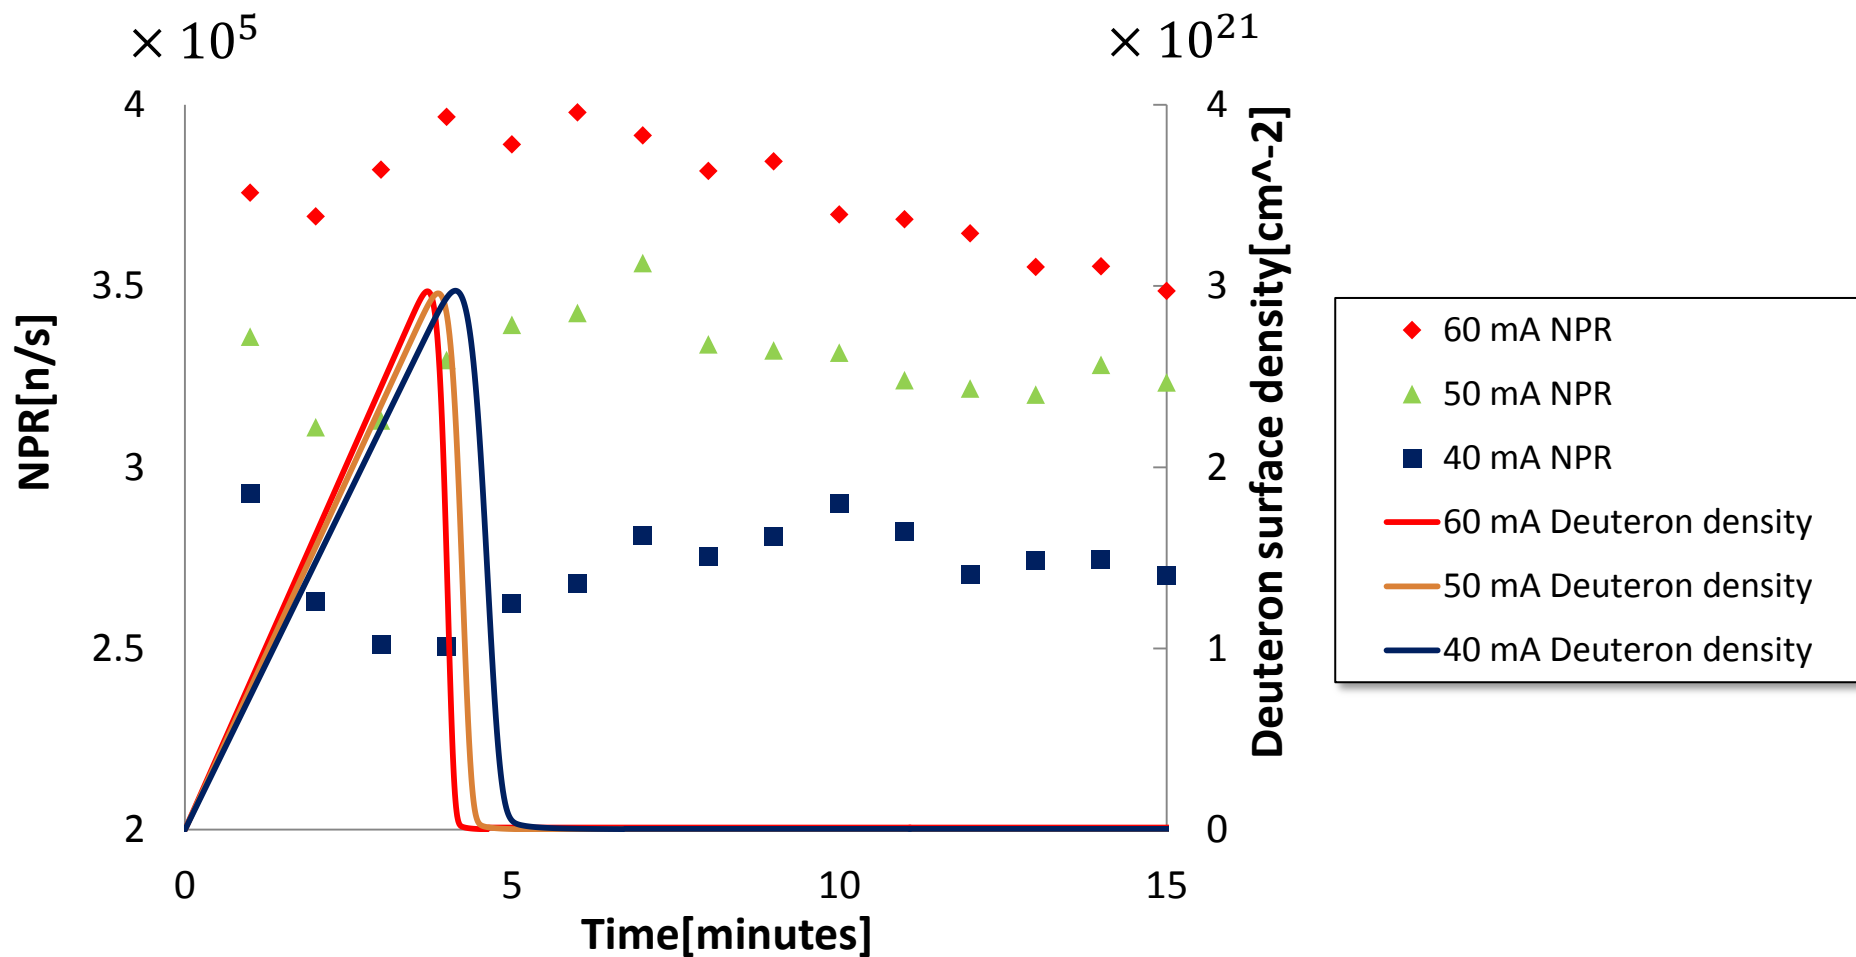 × 10^5
× 10^21
4
3.5
3
2.5
2
NPR[n/s]
4
3
2
1
0
Deuteron surface density[cm^-2]
0
5
10
15
Time[minutes]
60 mA NPR
50 mA NPR
40 mA NPR
60 mA Deuteron density
50 mA Deuteron density
40 mA Deuteron density